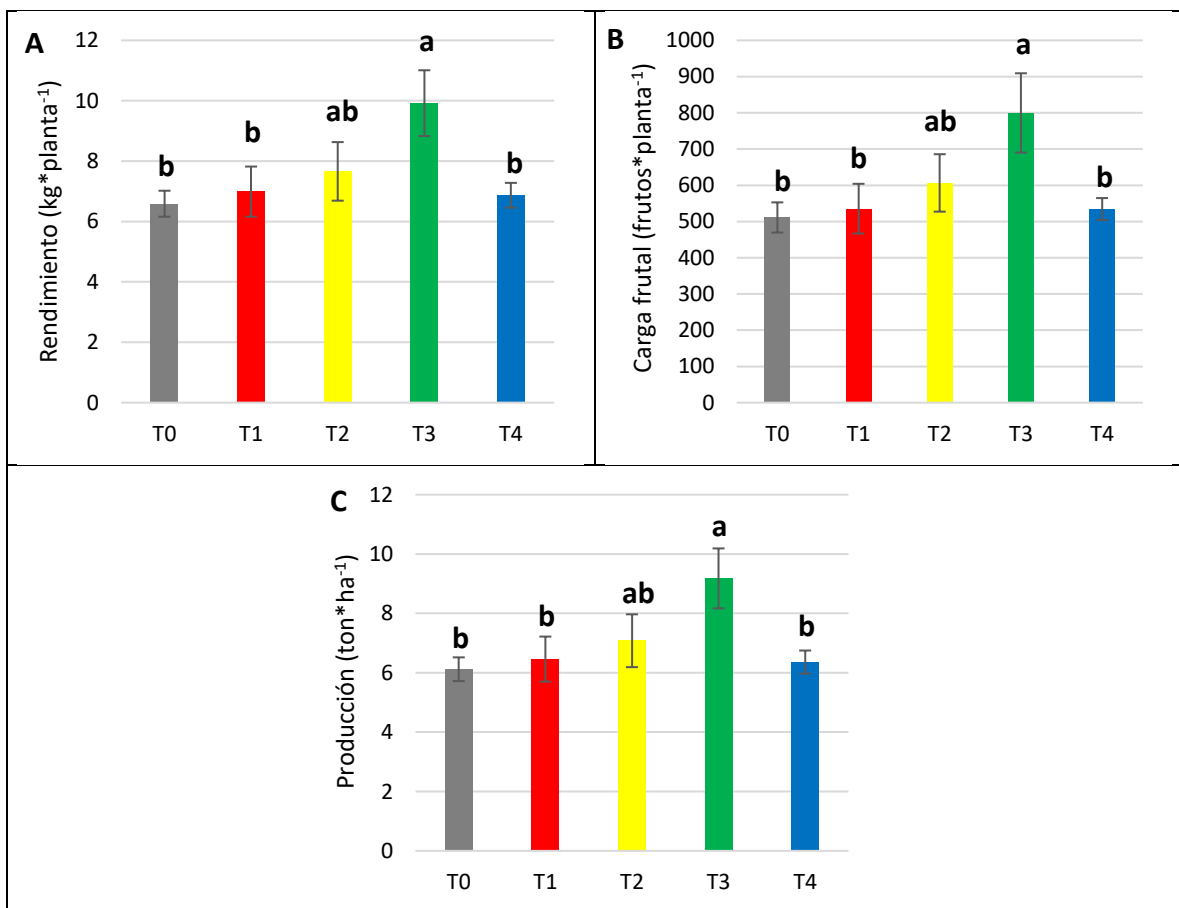 A
Rendimiento (kg*planta⁻¹)
12
10
8
6
4
2
0
b
b
ab
a
b
T0 T1 T2 T3 T4
B
Carga frutal (frutos*planta⁻¹)
1000
900
800
700
600
500
400
300
200
100
0
b
b
ab
a
b
T0 T1 T2 T3 T4
C
Producción (ton*ha⁻¹)
12
10
8
6
4
2
0
b
b
ab
a
b
T0 T1 T2 T3 T4